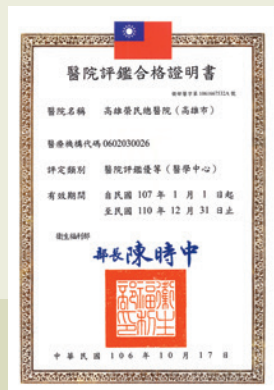 醫院評鑑合格證明書
醫院名稱 高雄榮民總醫院(高雄市)
醫療機構代碼 0602030026
評定類別 醫院評鑑優等(醫學中心)
有效期間 自民國 107 年 1 月 1 日起
至民國 110 年 12 月 31 日止
衛生福利部
部長 陳時中
中華民國 106 年 10 月 17 日